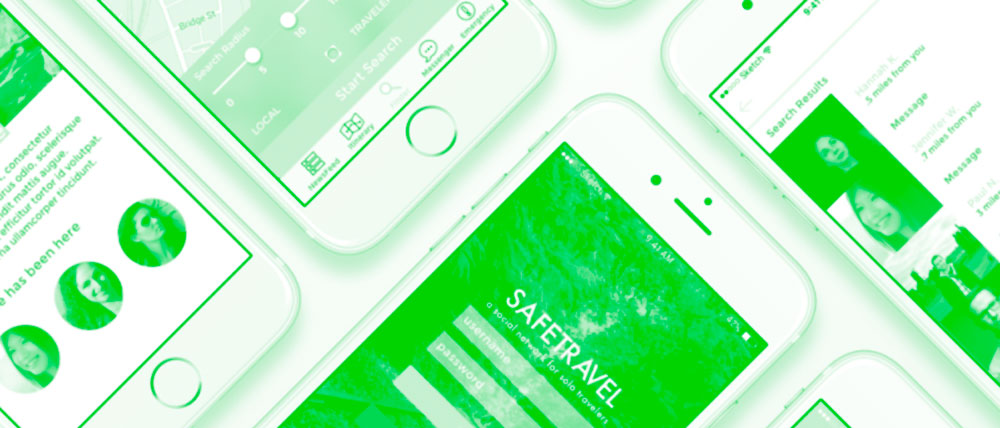 consectetur
urus odio, scelerisque
ndit mattis augue.
efficitur tortor id volutpat.
na ullamcorper tincidunt.
e has been here
Bridge St
Search Radius
0
5
10
LOCAL
TRAVELER
Start Search
NewsFeed
Itinerary
Messenger
Emergency
9:41 AM
SAFETRAVEL
a social network for solo travelers
username
password
Sketch
9:41
Search Results
Hannah K.
.5 miles from you
Message
Jennifer W.
.7 miles from you
Message
Paul N.